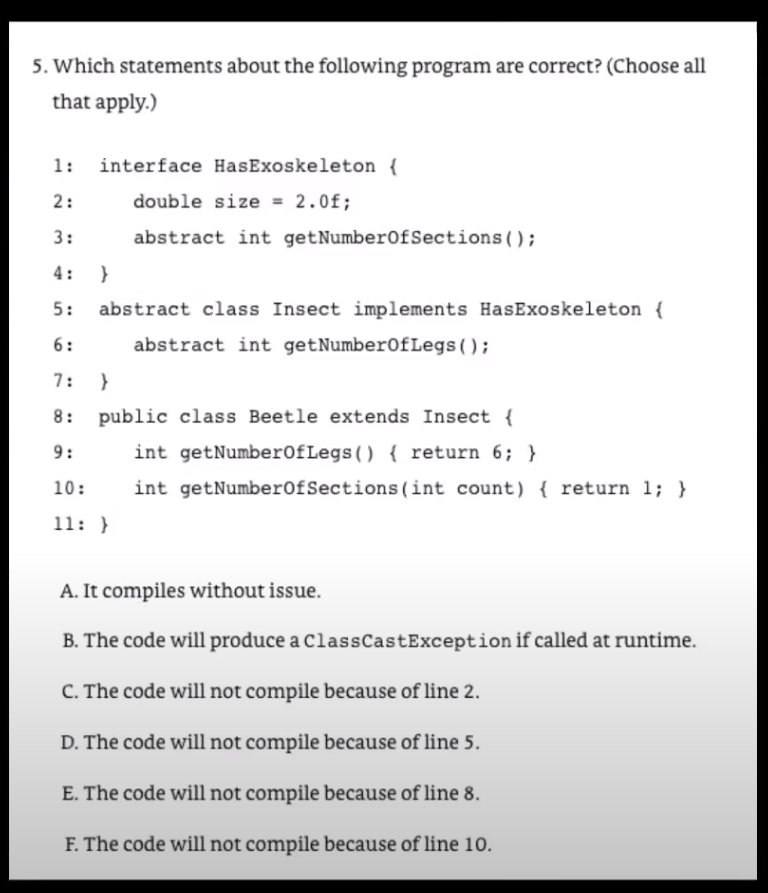 5. Which statements about the following program are correct? (Choose all
that apply.)
1: interface HasExoskeleton {
2: double size = 2.0f;
3: abstract int getNumberOfSections();
4: }
5: abstract class Insect implements HasExoskeleton {
6: abstract int getNumberOfLegs();
7: }
8: public class Beetle extends Insect {
9: int getNumberOfLegs() { return 6; }
10: int getNumberOfSections(int count) { return 1; }
11: }
A. It compiles without issue.
B. The code will produce a ClassCastException if called at runtime.
C. The code will not compile because of line 2.
D. The code will not compile because of line 5.
E. The code will not compile because of line 8.
F. The code will not compile because of line 10.